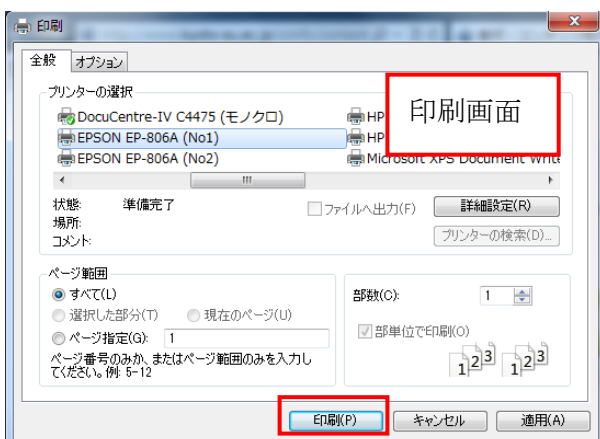 印刷
全般 オプション
プリンターの選択
DocuCentre-IV C4475 (モノクロ)
EPSON EP-806A (No1)
EPSON EP-806A (No2)
HP
HP
Microsoft XPS Document Write
印刷画面
状態: 準備完了
場所:
コメント:
ファイルへ出力(F)
詳細設定(R)
プリンターの検索(D)...
ページ範囲
すべて(L)
選択した部分(T) 現在のページ(U)
ページ指定(G): 1
ページ番号のみか、またはページ範囲のみを入力し
てください。例: 5-12
部数(C): 1
部単位で印刷(O)
1 2 3 1 2 3
印刷(P) キャンセル 適用(A)